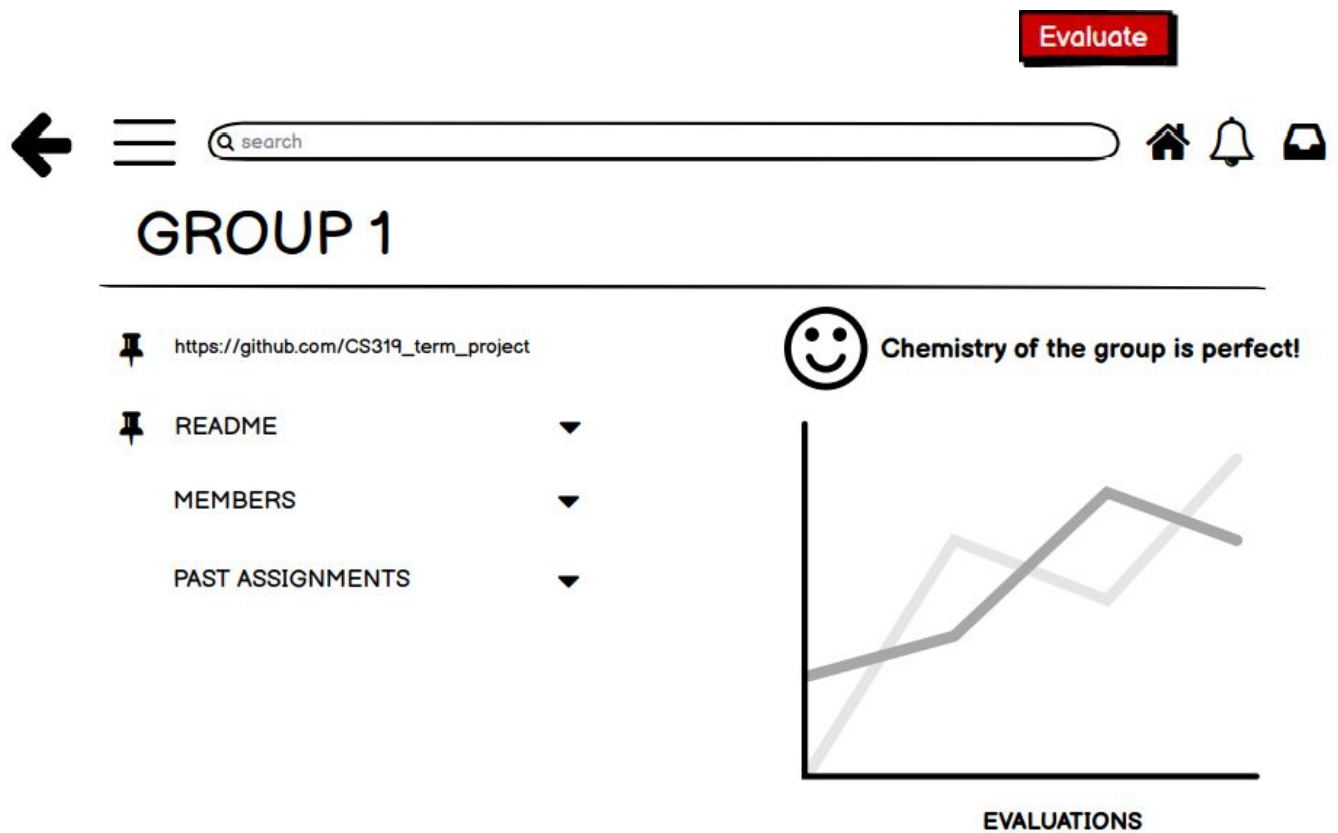 Evaluate
search
GROUP 1
https://github.com/CS319_term_project
Chemistry of the group is perfect!
README
MEMBERS
PAST ASSIGNMENTS
EVALUATIONS